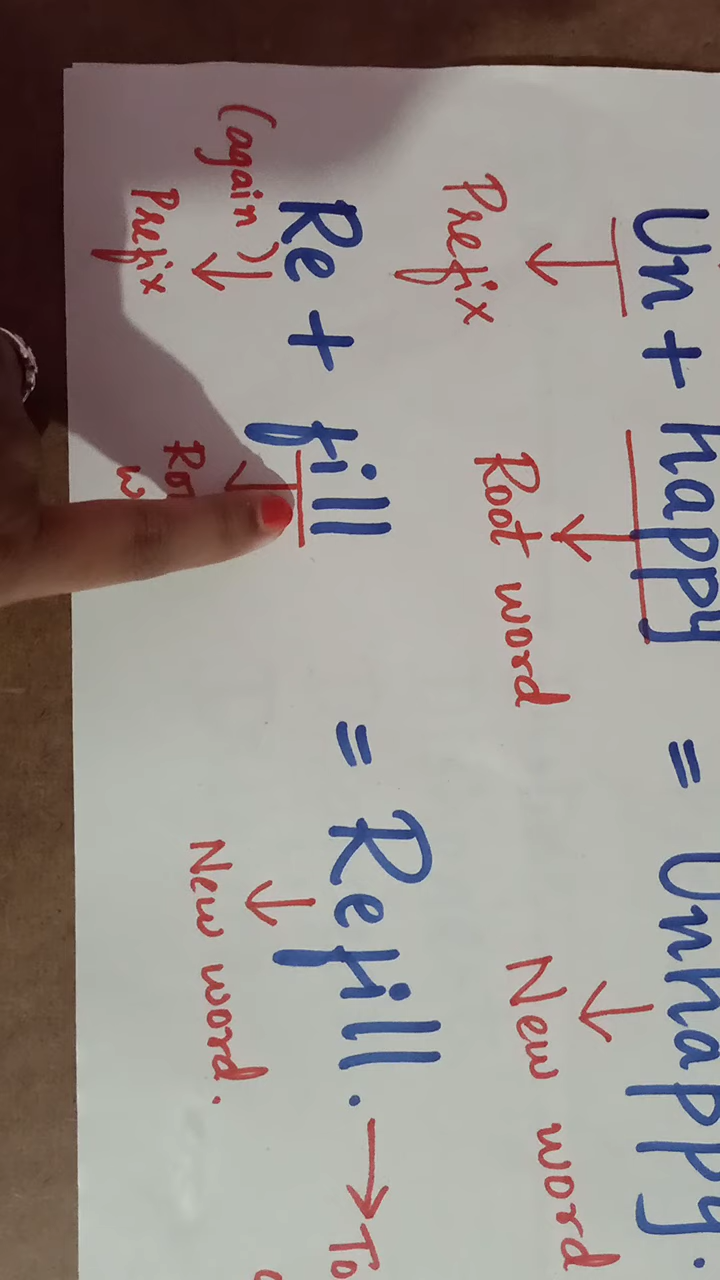 Un + happy = Unhappy.
Prefix Root word New word
Re + fill = Refill. → To
(again)
Prefix New word.